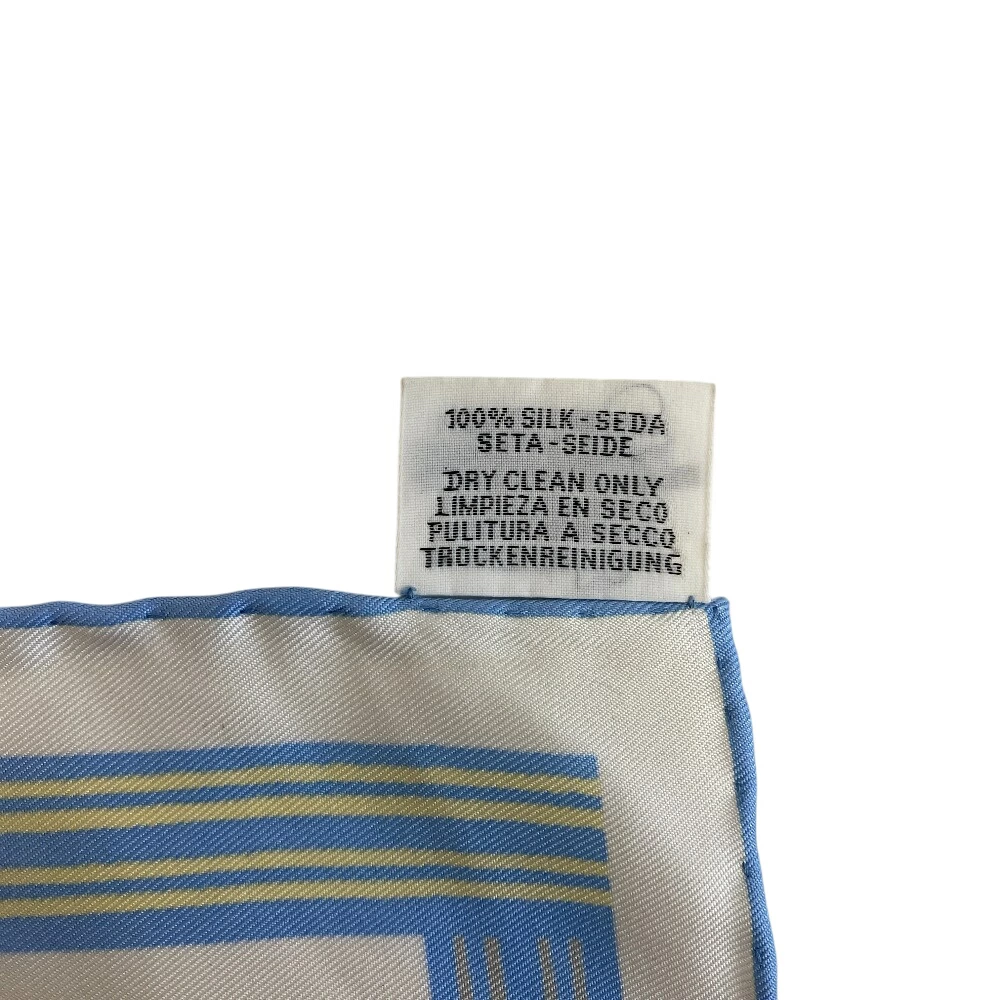 100% SILK - SEDA
SETA - SEIDE
DRY CLEAN ONLY
LIMPIEZA EN SECO
PULITURA A SECCO
TROCKENREINIGUNG